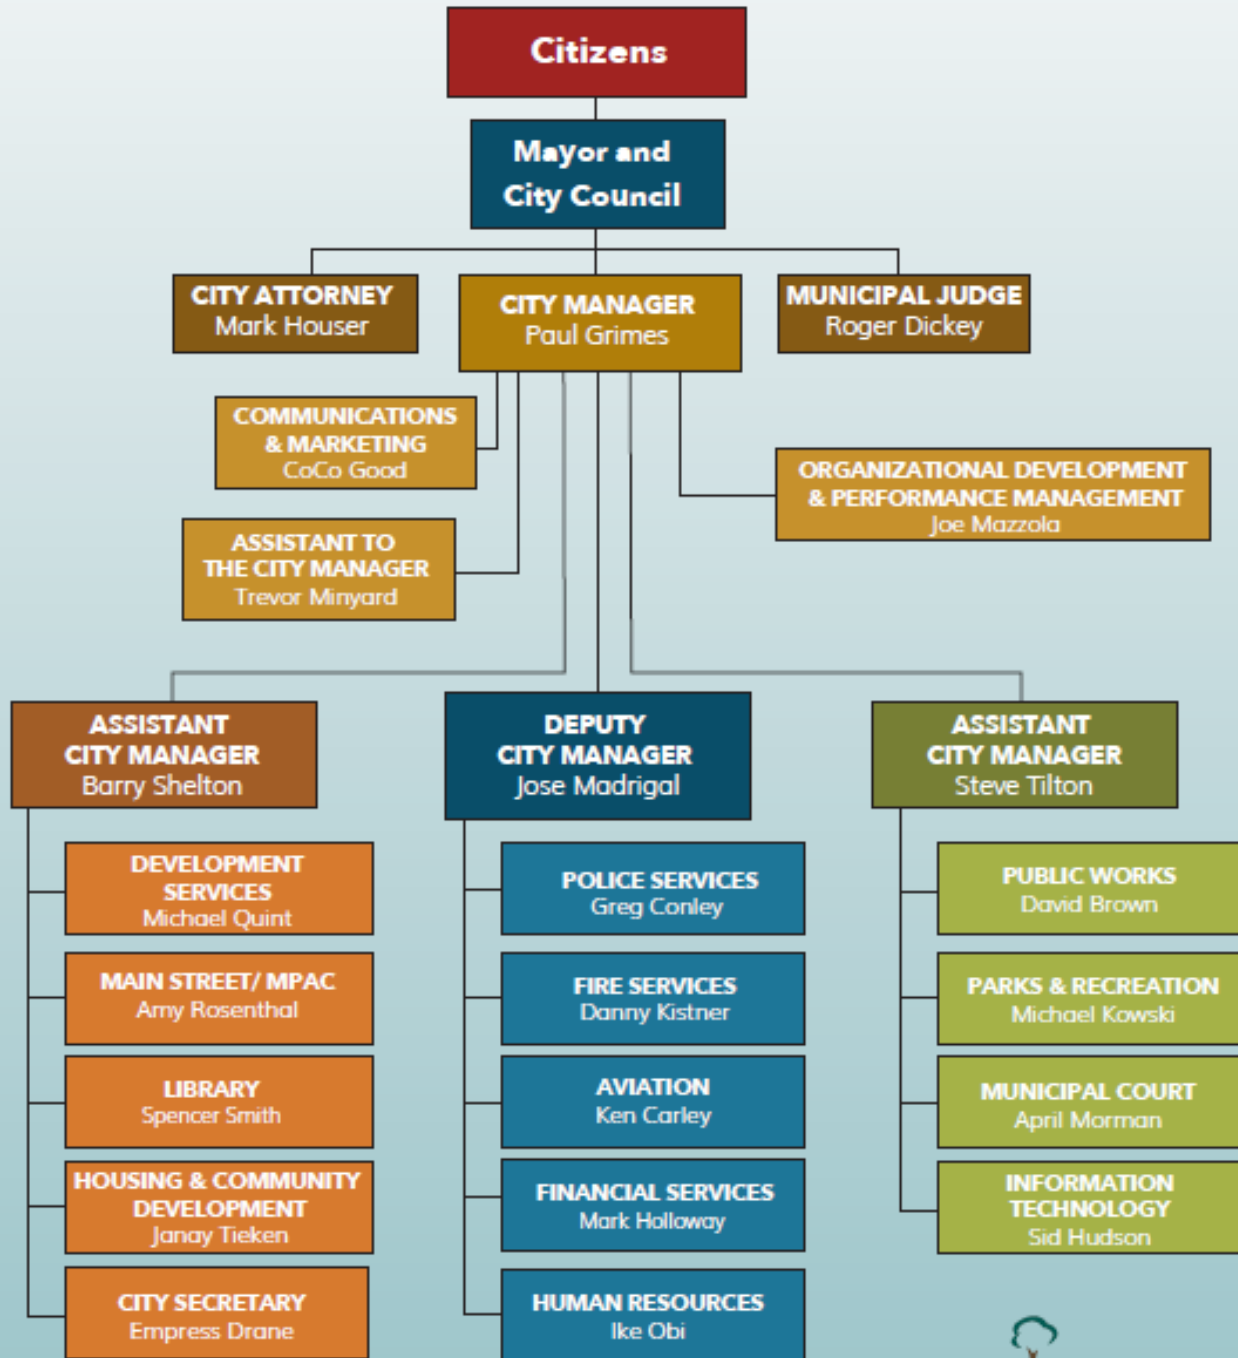 Citizens
Mayor and
City Council
CITY ATTORNEY
Mark Houser
CITY MANAGER
Paul Grimes
MUNICIPAL JUDGE
Roger Dickey
COMMUNICATIONS
& MARKETING
CoCo Good
ORGANIZATIONAL DEVELOPMENT
& PERFORMANCE MANAGEMENT
Joe Mazzola
ASSISTANT TO
THE CITY MANAGER
Trevor Minyard
ASSISTANT
CITY MANAGER
Barry Shelton
DEVELOPMENT
SERVICES
Michael Quint
MAIN STREET/ MPAC
Amy Rosenthal
LIBRARY
Spencer Smith
HOUSING & COMMUNITY
DEVELOPMENT
Janay Tieken
CITY SECRETARY
Empress Drane
DEPUTY
CITY MANAGER
Jose Madrigal
POLICE SERVICES
Greg Conley
FIRE SERVICES
Danny Kistner
AVIATION
Ken Carley
FINANCIAL SERVICES
Mark Holloway
HUMAN RESOURCES
Ike Obi
ASSISTANT
CITY MANAGER
Steve Tilton
PUBLIC WORKS
David Brown
PARKS & RECREATION
Michael Kowski
MUNICIPAL COURT
April Morman
INFORMATION
TECHNOLOGY
Sid Hudson